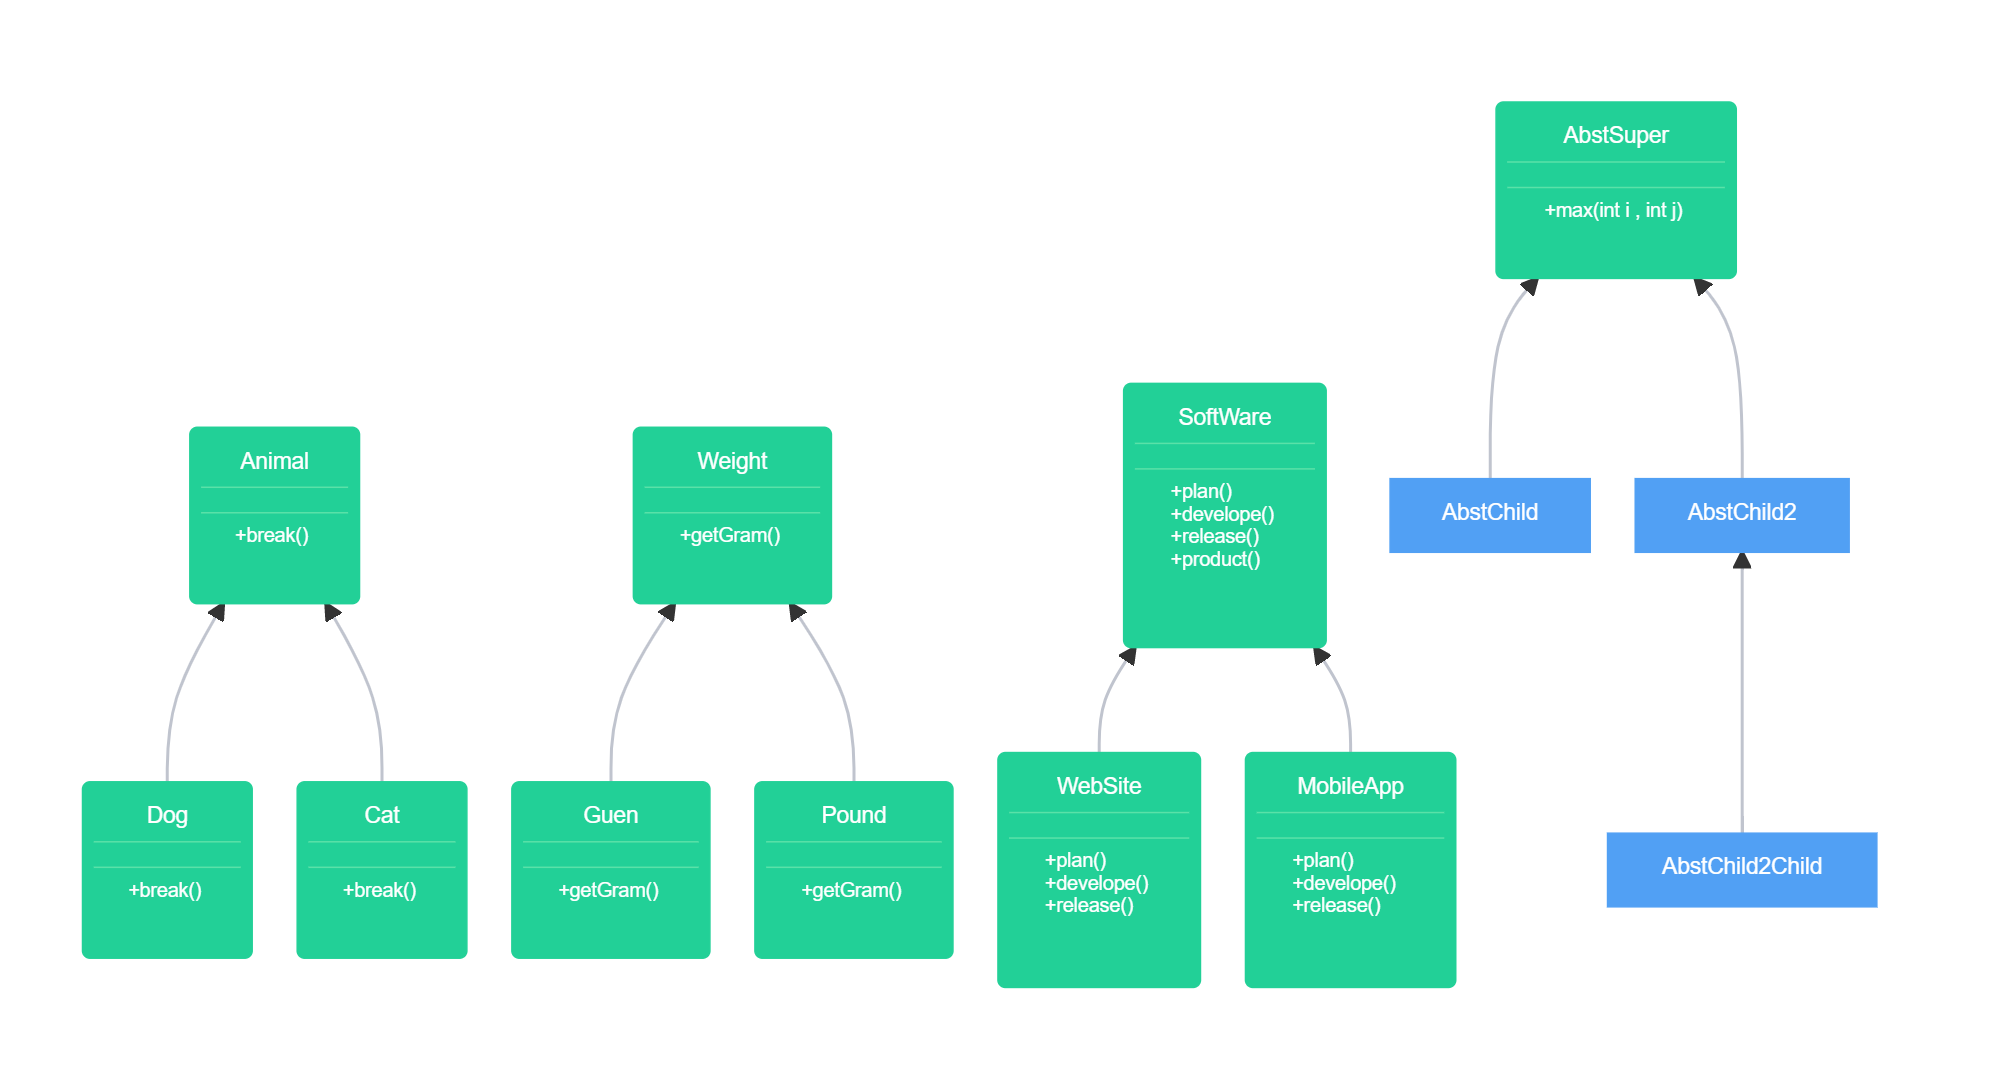 AbstSuper
+max(int i , int j)
SoftWare
+plan()
+develope()
+release()
+product()
Animal
+break()
Weight
+getGram()
AbstChild
AbstChild2
Dog
+break()
Cat
+break()
Guen
+getGram()
Pound
+getGram()
WebSite
+plan()
+develope()
+release()
MobileApp
+plan()
+develope()
+release()
AbstChild2Child